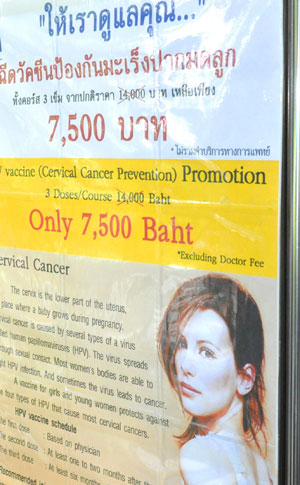 "ให้เราดูแลคุณ..."
ฉีดวัคซีนป้องกันมะเร็งปากมดลูก
ทั้งคอร์ส 3 เข็ม จากปกติราคา 14,000 บาท เหลือเพียง
7,500 บาท
*ไม่รวมค่าบริการทางการแพทย์
vaccine (Cervical Cancer Prevention) Promotion
3 Doses/Course 14,000 Baht
Only 7,500 Baht
*Excluding Doctor Fee
ervical Cancer
The cervix is the lower part of the uterus,
place where a baby grows during pregnancy.
vical cancer is caused by several types of a virus
lled human papillomaviruses (HPV). The virus spreads
ough sexual contact. Most women's bodies are able to
t HPV infection. And sometimes the virus leads to cancer.
A vaccine for girls and young women protects against
e four types of HPV that cause most cervical cancers.
HPV vaccine schedule
he first dose : Based on physician
he second dose : At least one to two months after the
he third dose : At least six months
Recommended